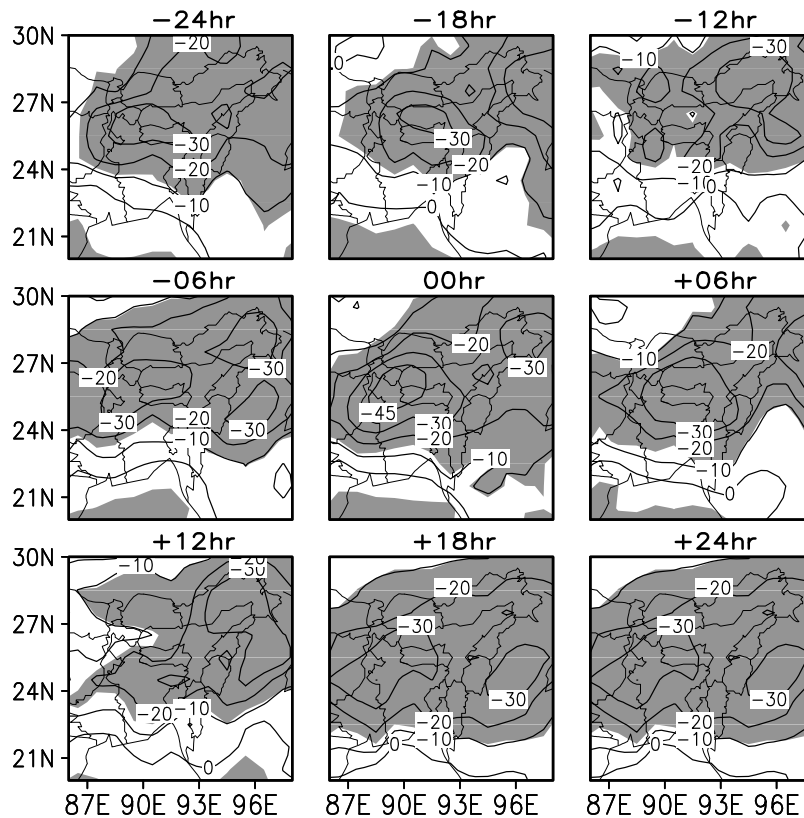 −24hr −18hr −12hr
30N −20 0 −10 −30
27N
−30 −30
24N −20 −20 −20
−10 −10 −10 0
0
21N
−06hr 00hr +06hr
30N
−20 −20
−10
27N −30 −30
−20
−45
−30 −20 −30 −30
24N −10 −30 −20 −20
−10 −10
21N 0
+12hr +18hr +24hr
30N −10 −20
−30 −20 −20
27N −30 −30
24N −30 −30
−20 −10 −20 −20
0 −10 0 −10
21N 0
87E 90E 93E 96E 87E 90E 93E 96E 87E 90E 93E 96E